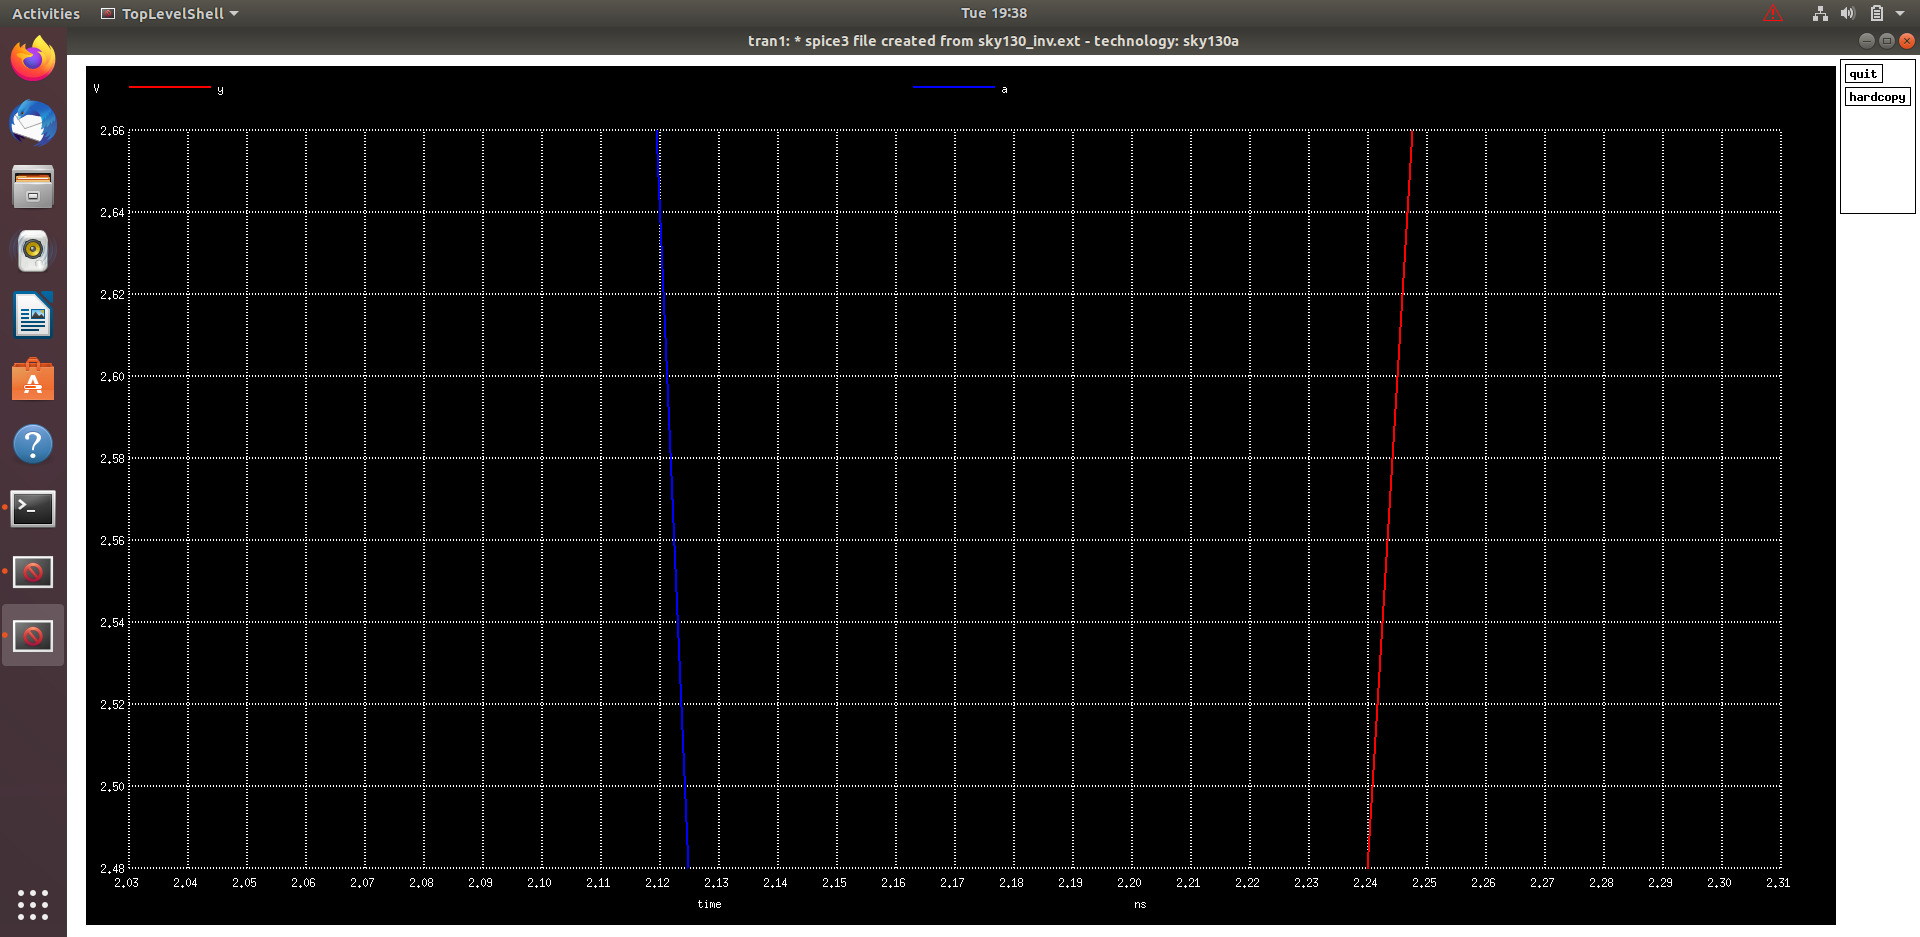 Activities TopLevelShell Tue 19:38
tran1: * spice3 file created from sky130_inv.ext - technology: sky130a
quit
hardcopy
V y a
2.66
2.64
2.62
2.60
2.58
2.56
2.54
2.52
2.50
2.48
2.03 2.04 2.05 2.06 2.07 2.08 2.09 2.10 2.11 2.12 2.13 2.14 2.15 2.16 2.17 2.18 2.19 2.20 2.21 2.22 2.23 2.24 2.25 2.26 2.27 2.28 2.29 2.30 2.31
time ns